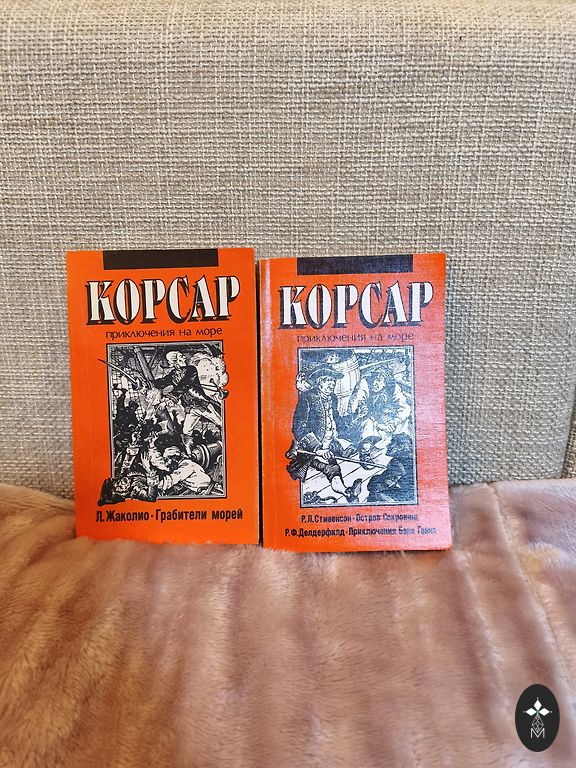 КОРСАР
приключения на море
Л.Жаколио·Грабители морей
КОРСАР
приключения на море
Р.Л.Стивенсон·Остров Сокровищ
Р.Ф.Делдерфилд·Приключения Бена Ганна
М